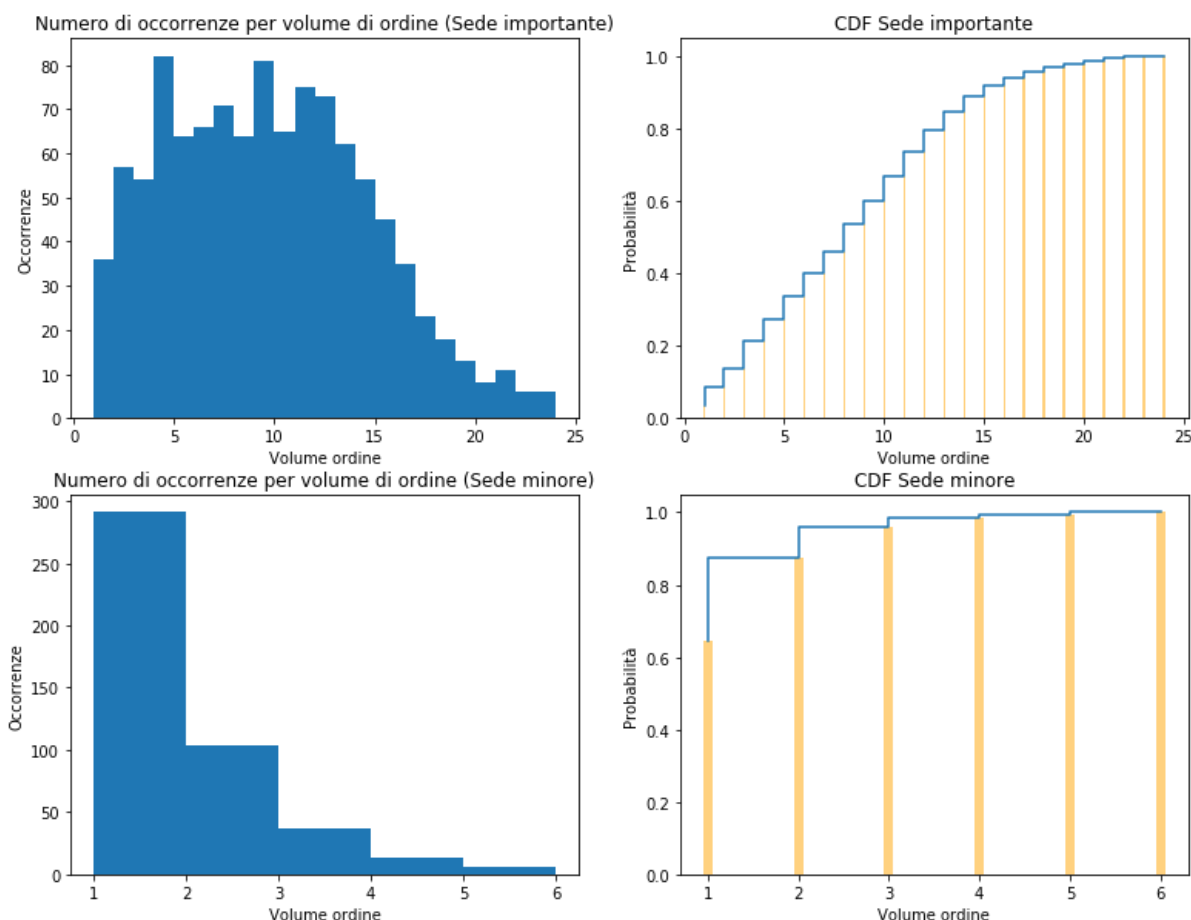 Numero di occorrenze per volume di ordine (Sede importante)
80
70
60
50
40
30
20
10
0
Occorrenze
0 5 10 15 20 25
Volume ordine
CDF Sede importante
1.0
0.8
0.6
0.4
0.2
0.0
Probabilità
0 5 10 15 20 25
Volume ordine
Numero di occorrenze per volume di ordine (Sede minore)
300
250
200
150
100
50
0
Occorrenze
1 2 3 4 5 6
Volume ordine
CDF Sede minore
1.0
0.8
0.6
0.4
0.2
0.0
Probabilità
1 2 3 4 5 6
Volume ordine